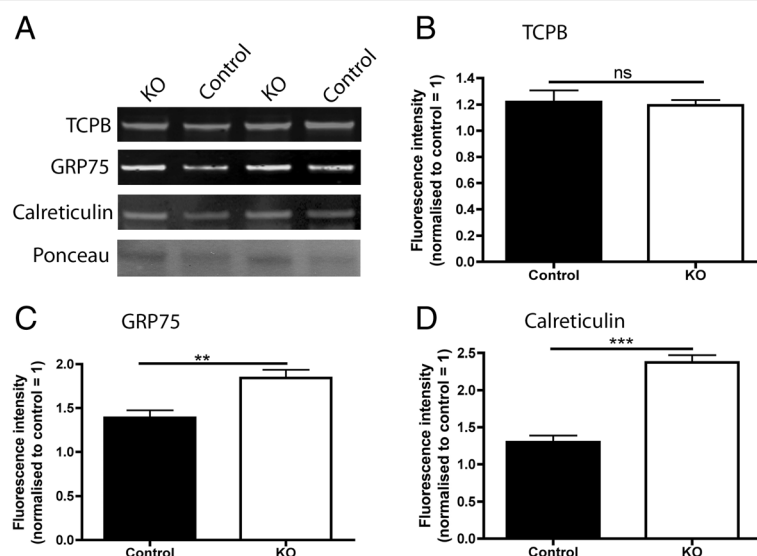 A
KO
Control
KO
Control
TCPB
GRP75
Calreticulin
Ponceau
B
TCPB
Fluorescence intensity
(normalised to control = 1)
1.4
1.2
1.0
0.8
0.6
0.4
0.2
0.0
ns
Control
KO
C
GRP75
Fluorescence intensity
(normalised to control = 1)
2.0
1.5
1.0
0.5
0.0
**
Control
KO
D
Calreticulin
Fluorescence intensity
(normalised to control = 1)
2.5
2.0
1.5
1.0
0.5
0.0
***
Control
KO